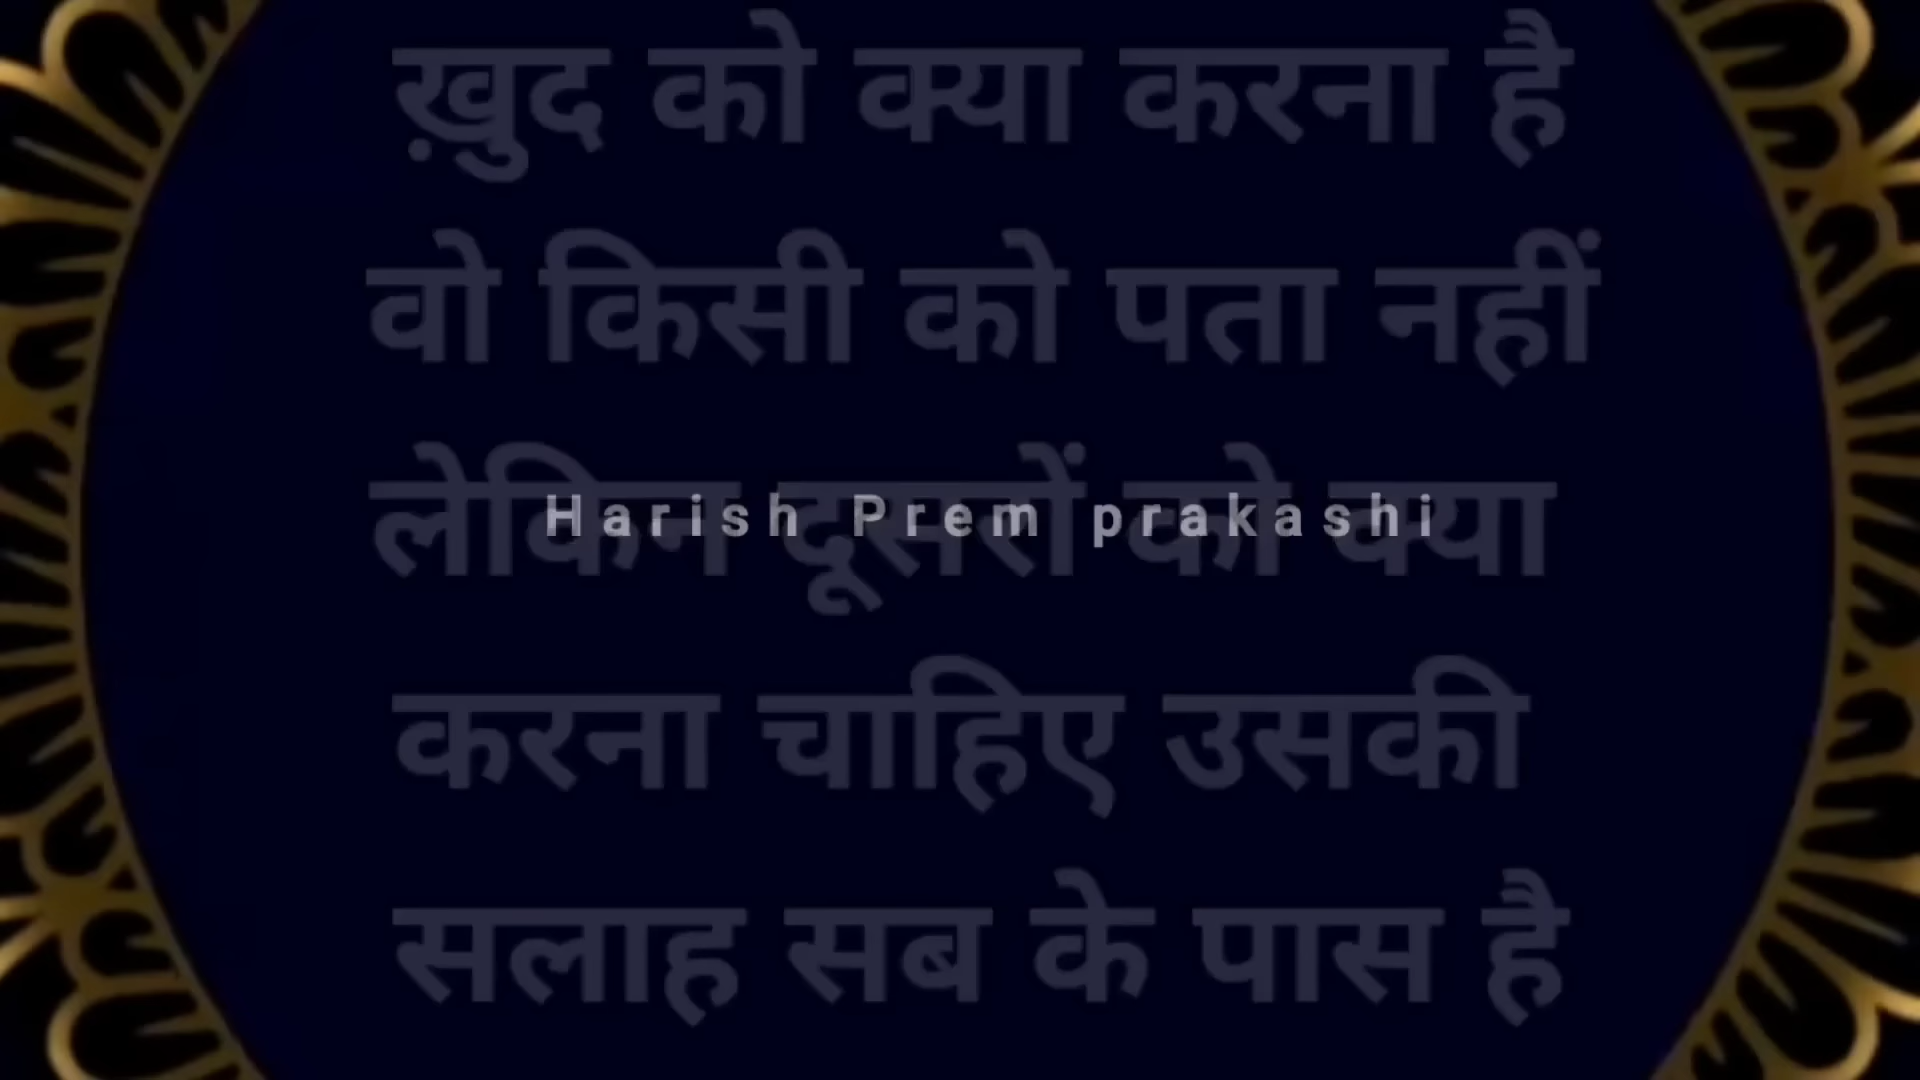 ख़ुद को क्या करना है
वो किसी को पता नहीं
लेकिन दूसरों को क्या
Harish Prem prakashi
करना चाहिए उसकी
सलाह सब के पास है